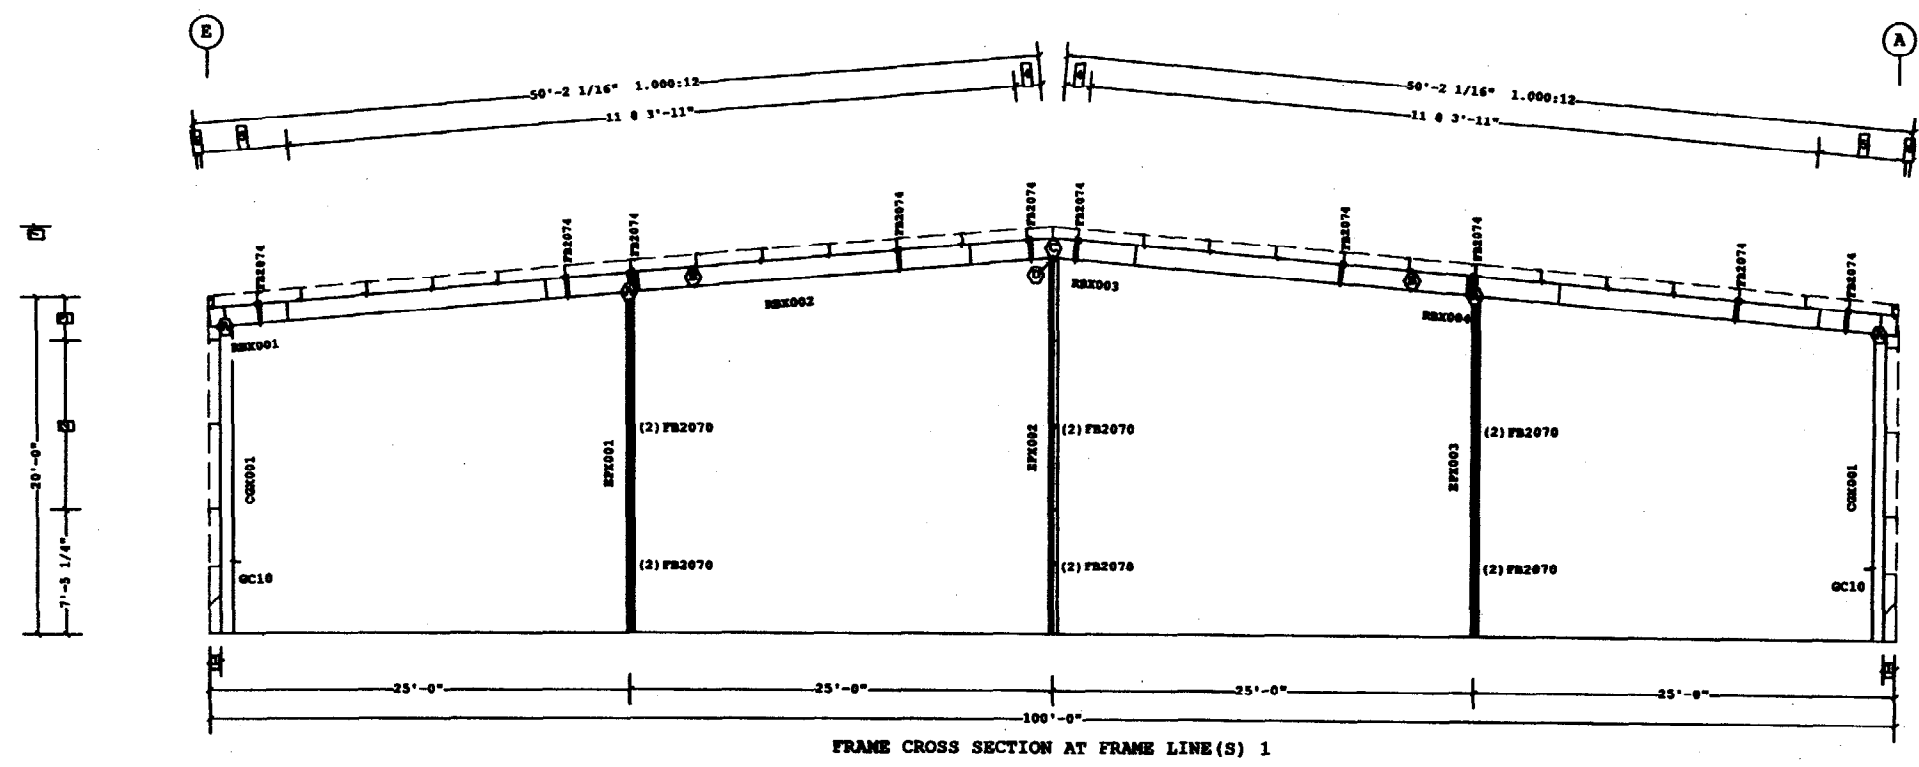 E
A
50'-2 1/16" 1.000:12
50'-2 1/16" 1.000:12
11 @ 3'-11"
11 @ 3'-11"
FB2074
FB2074
FB2074
FB2074
FB2074
FB2074
FB2074
FB2074
FB2074
FB2074
RBX001
RBX002
RBX003
RBX004
20'-0"
7'-5 1/4"
CGX001
EPX001
(2)FB2070
EPX002
(2)FB2070
EPX003
(2)FB2070
CGX001
GC10
(2)FB2070
(2)FB2070
(2)FB2070
GC10
25'-0"
25'-0"
25'-0"
25'-0"
100'-0"
FRAME CROSS SECTION AT FRAME LINE(S) 1